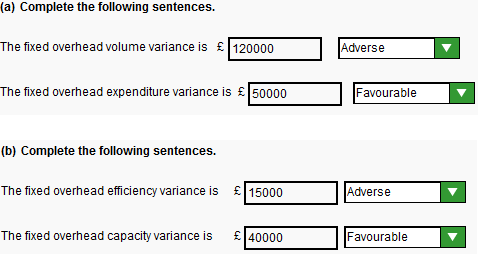 (a) Complete the following sentences.
The fixed overhead volume variance is £ 120000 Adverse
The fixed overhead expenditure variance is £ 50000 Favourable
(b) Complete the following sentences.
The fixed overhead efficiency variance is £ 15000 Adverse
The fixed overhead capacity variance is £ 40000 Favourable